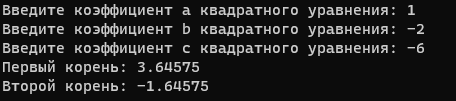 Введите коэффициент a квадратного уравнения: 1
Введите коэффициент b квадратного уравнения: -2
Введите коэффициент c квадратного уравнения: -6
Первый корень: 3.64575
Второй корень: -1.64575